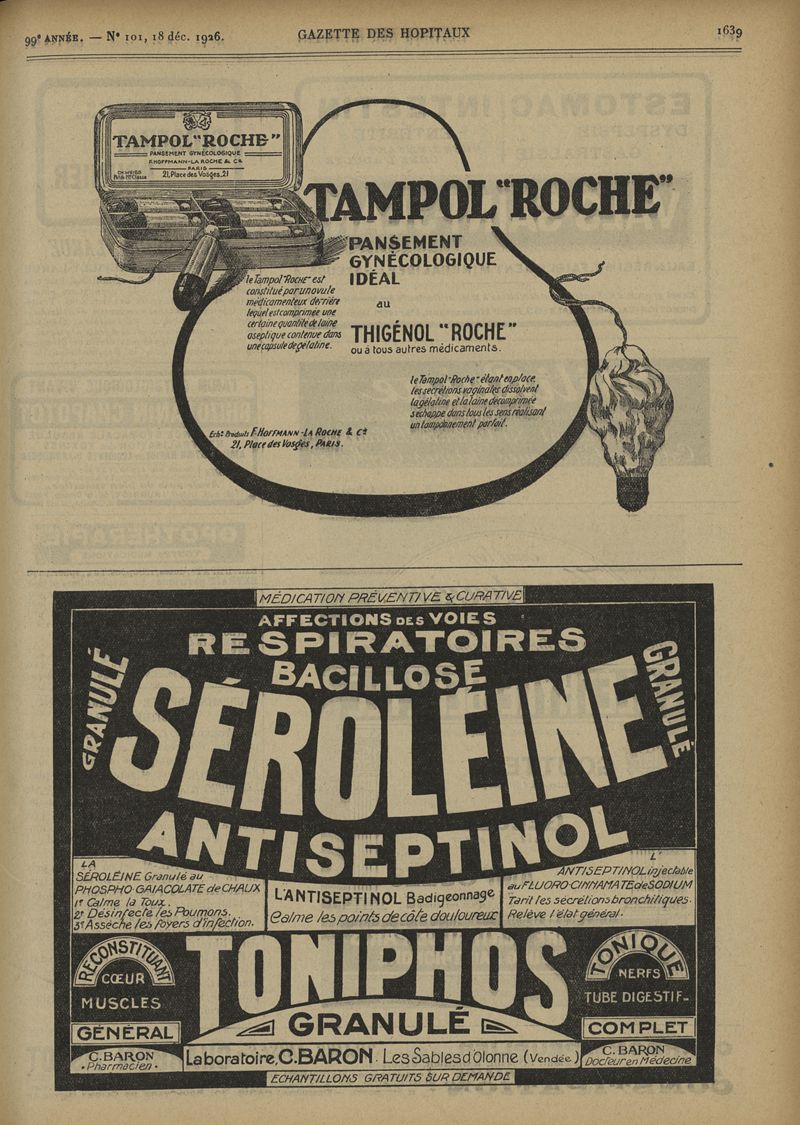 99e ANNÉE. — N° 101, 18 déc. 1926.
GAZETTE DES HOPITAUX
1639
TAMPOL "ROCHE"
PANSEMENT GYNÉCOLOGIQUE
F. HOFFMANN-LA ROCHE & Cie
PARIS
21, Place des Vosges, 21
TAMPOL "ROCHE"
PANSEMENT
GYNÉCOLOGIQUE
IDÉAL
au
THIGÉNOL "ROCHE"
ou à tous autres médicaments.
le Tampol "ROCHE" est
constitué par un ovule
médicamenteux derrière
lequel est comprimée une
certaine quantité de laine
aseptique contenue dans
une capsule de gélatine.
le Tampol "Roche" étant en place,
les secrétions vaginales dissolvent
la gélatine et la laine décomprimée
s'échappe dans tous les sens réalisant
un tamponnement parfait.
Echs Produits F. HOFFMANN-LA ROCHE & Cie
21, Place des Vosges, PARIS.
MÉDICATION PRÉVENTIVE & CURATIVE
AFFECTIONS DES VOIES
RESPIRATOIRES
BACILLOSE
GRANULÉ
SÉROLÉINE
GRANULÉ
ANTISEPTINOL
LA
SÉROLÉINE Granulé au
PHOSPHO GAIACOLATE de CHAUX
1° Calme la Toux.
2° Désinfecte les Poumons.
3° Assèche les foyers d'infection.
L'ANTISEPTINOL Badigeonnage
Calme les points de côté douloureux
L'
ANTISEPTINOL injectable
au FLUORO-CINNAMATE de SODIUM
Tarit les secrétions bronchitiques.
Relève l'état général.
RECONSTITUANT
CŒUR
MUSCLES
GÉNÉRAL
TONIPHOS
GRANULÉ
TONIQUE
NERFS
TUBE DIGESTIF
COMPLET
C. BARON
Pharmacien
Laboratoire, C. BARON. Les Sables d'Olonne (Vendée)
C. BARON
Docteur en Médecine
ECHANTILLONS GRATUITS SUR DEMANDE